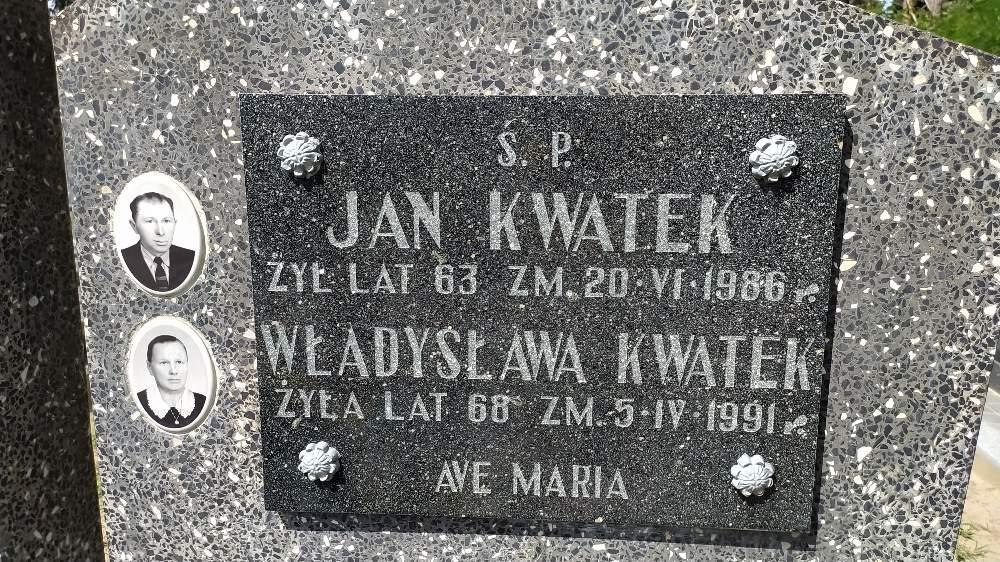 Ś. P.
JAN KWATEK
ŻYŁ LAT 63 ZM. 20·VI·1986 r.
WŁADYSŁAWA KWATEK
ŻYŁA LAT 68 ZM. 5·IV·1991 r.
AVE MARIA